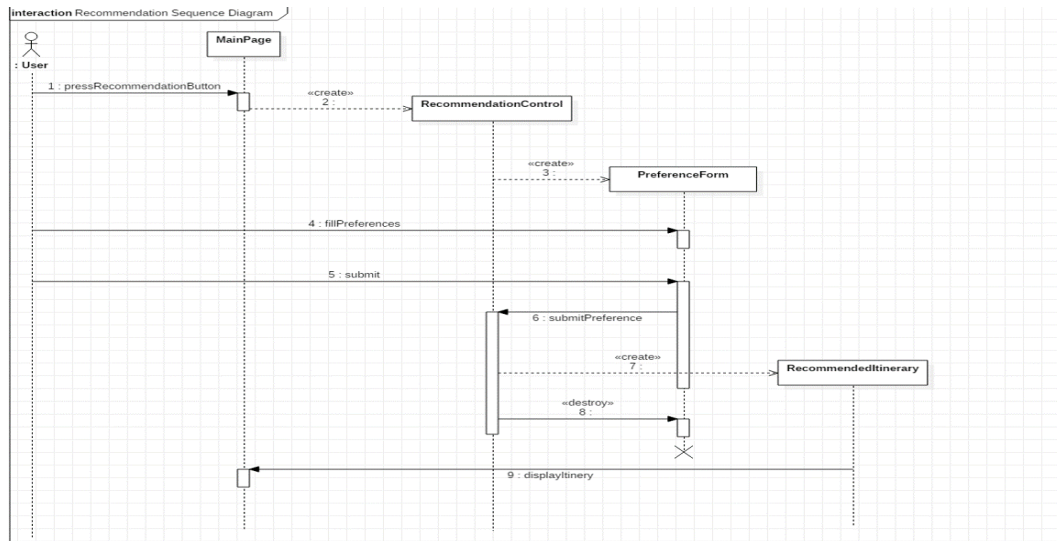 interaction Recommendation Sequence Diagram
MainPage
: User
1 : pressRecommendationButton
«create»
2 :
RecommendationControl
«create»
3 :
PreferenceForm
4 : fillPreferences
5 : submit
6 : submitPreference
«create»
7 :
RecommendedItinerary
«destroy»
8 :
9 : displayItinery